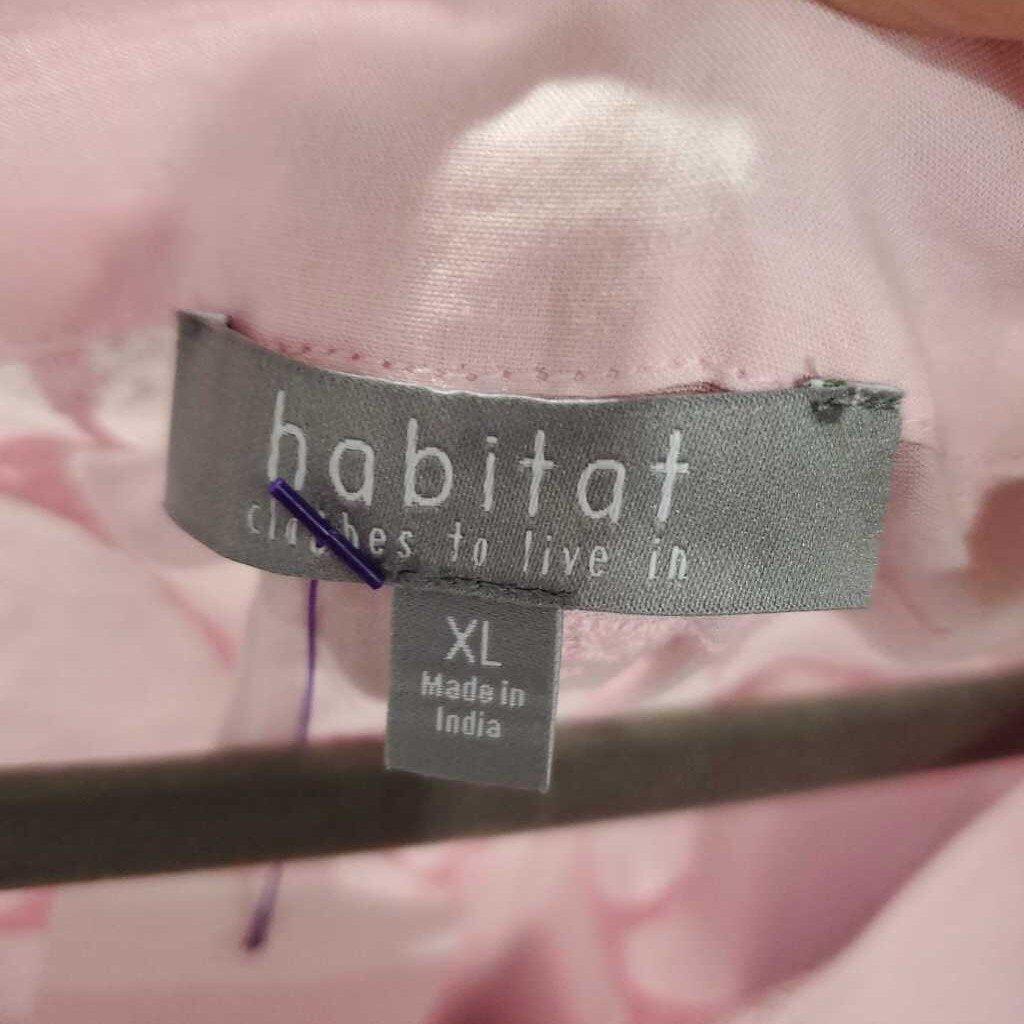 habitat
clothes to live in
XL
Made in
India